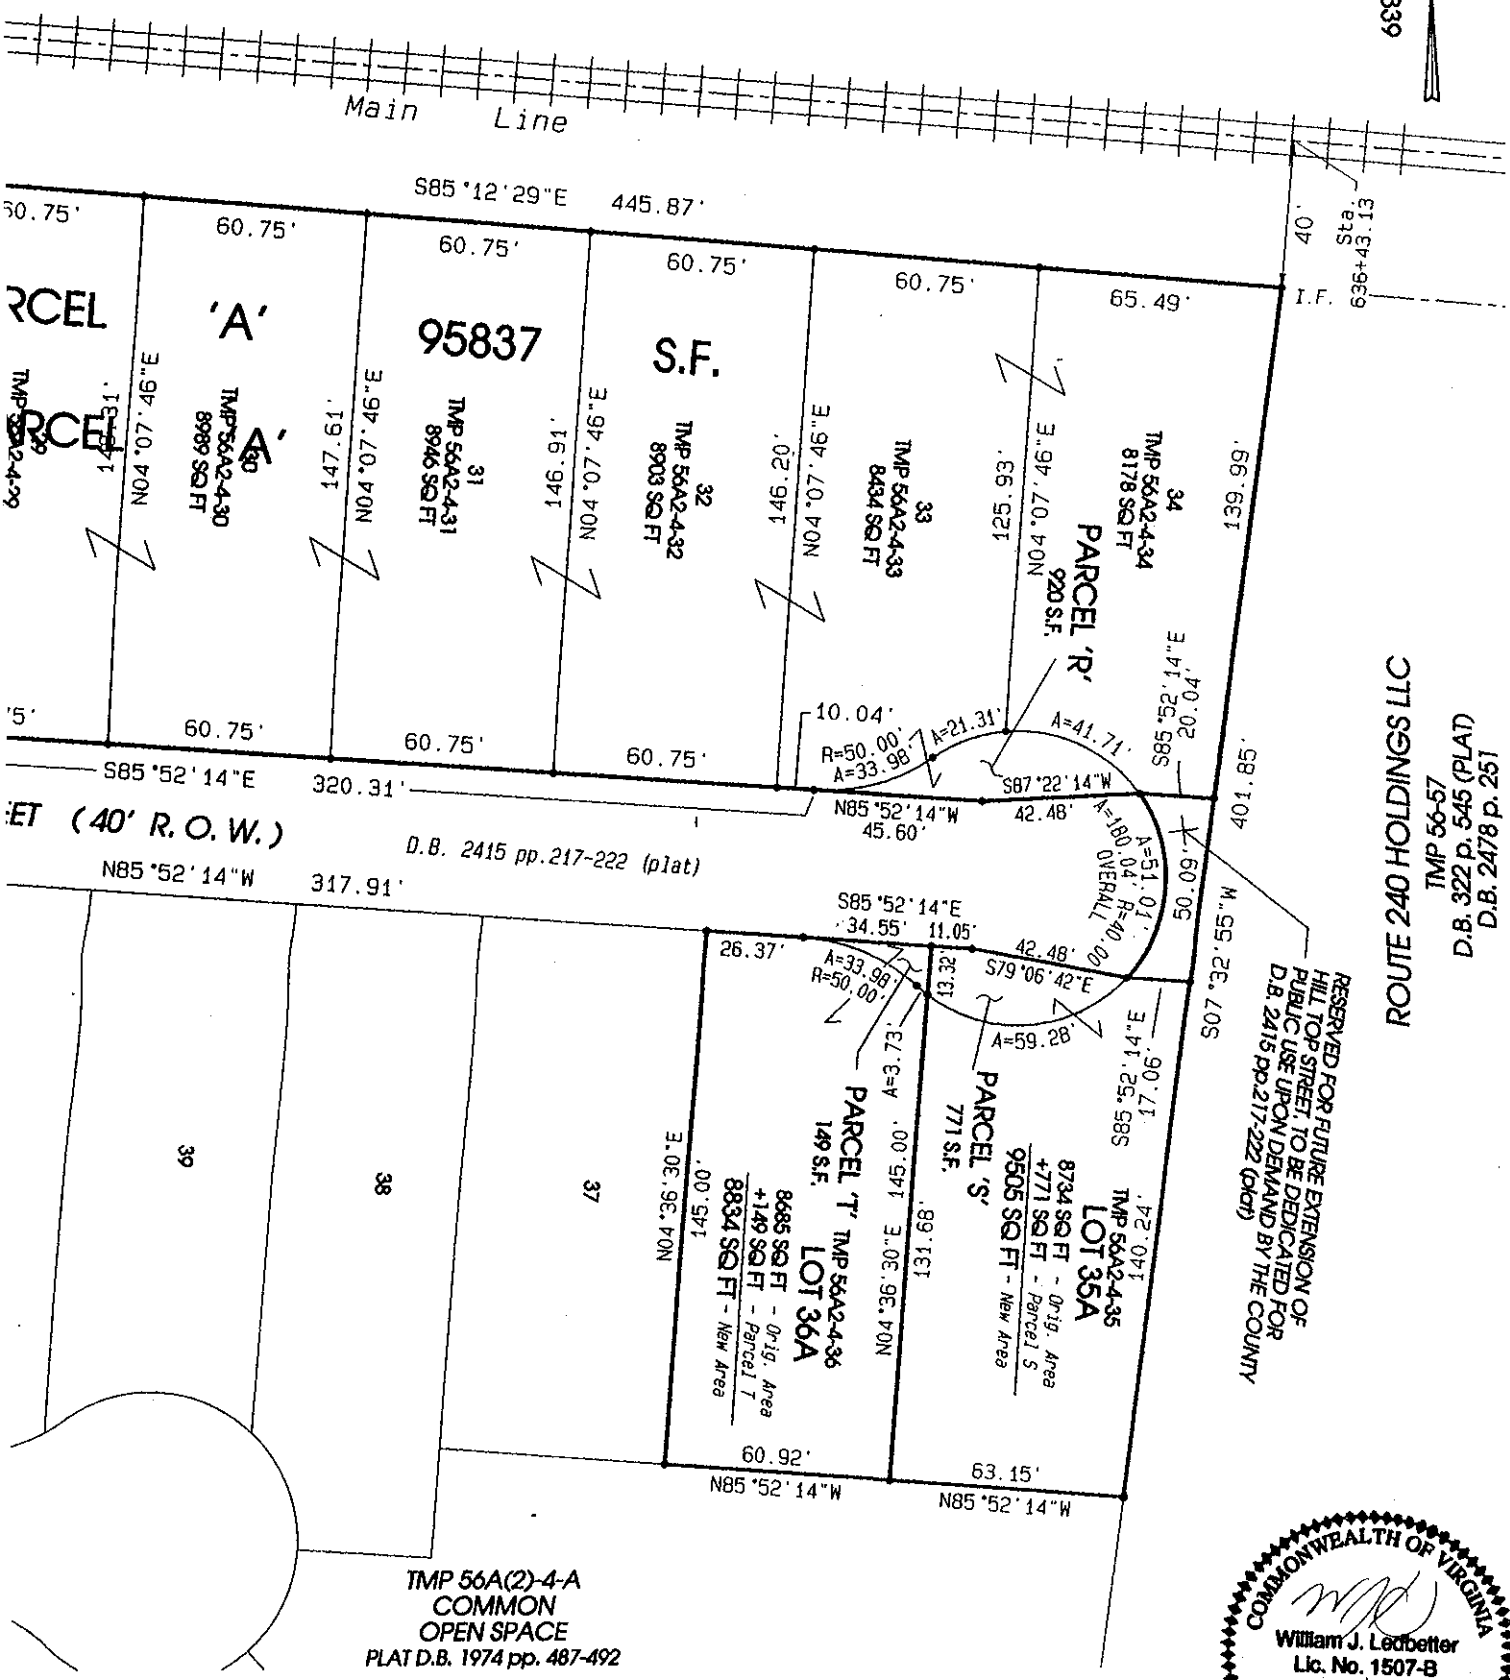 839
Main Line
S85°12'29"E 445.87'
40'
Sta.
636+43.13
I.F.
60.75'
60.75'
60.75'
60.75'
65.49'
RCEL 'A' 95837 S.F.
RCEL 'A'
TMP 56A2-4-29
N04°07'46"E
30
TMP 56A2-4-30
8989 SQ FT
147.61'
N04°07'46"E
31
TMP 56A2-4-31
8946 SQ FT
146.91'
N04°07'46"E
32
TMP 56A2-4-32
8903 SQ FT
146.20'
N04°07'46"E
33
TMP 56A2-4-33
8434 SQ FT
125.93'
N04°07'46"E
34
TMP 56A2-4-34
8178 SQ FT
139.99'
PARCEL 'R'
920 S.F.
S85°52'14"E
20.04'
5'
60.75'
60.75'
60.75'
10.04'
R=50.00'
A=33.98'
A=21.31'
A=41.71'
S87°22'14"W
42.48'
N85°52'14"W
45.60'
S85°52'14"E 320.31'
ET (40' R.O.W.)
D.B. 2415 pp.217-222 (plat)
N85°52'14"W 317.91'
A=51.01'
A=180.04' R=40.00
OVERALL
50.09'
401.85'
S07°32'55"W
S85°52'14"E
34.55' 11.05'
42.48'
S79°06'42"E
26.37'
A=33.98'
R=50.00'
13.32'
A=59.28'
A=3.73'
S85°52'14"E
17.06'
ROUTE 240 HOLDINGS LLC
TMP 56-57
D.B. 322 p. 545 (PLAT)
D.B. 2478 p. 251
RESERVED FOR FUTURE EXTENSION OF
HILL TOP STREET, TO BE DEDICATED FOR
PUBLIC USE UPON DEMAND BY THE COUNTY
D.B. 2415 pp.217-222 (plat)
39
38
37
N04°36'30"E
145.00'
PARCEL 'T'
149 S.F.
TMP 56A2-4-36
LOT 36A
8685 SQ FT - Orig. Area
+149 SQ FT - Parcel T
8834 SQ FT - New Area
N04°36'30"E 145.00'
131.68'
PARCEL 'S'
771 S.F.
TMP 56A2-4-35
LOT 35A
8734 SQ FT - Orig. Area
+771 SQ FT - Parcel S
9505 SQ FT - New Area
140.24'
60.92'
N85°52'14"W
63.15'
N85°52'14"W
TMP 56A(2)-4-A
COMMON
OPEN SPACE
PLAT D.B. 1974 pp. 487-492
COMMONWEALTH OF VIRGINIA
William J. Ledbetter
Lic. No. 1507-B